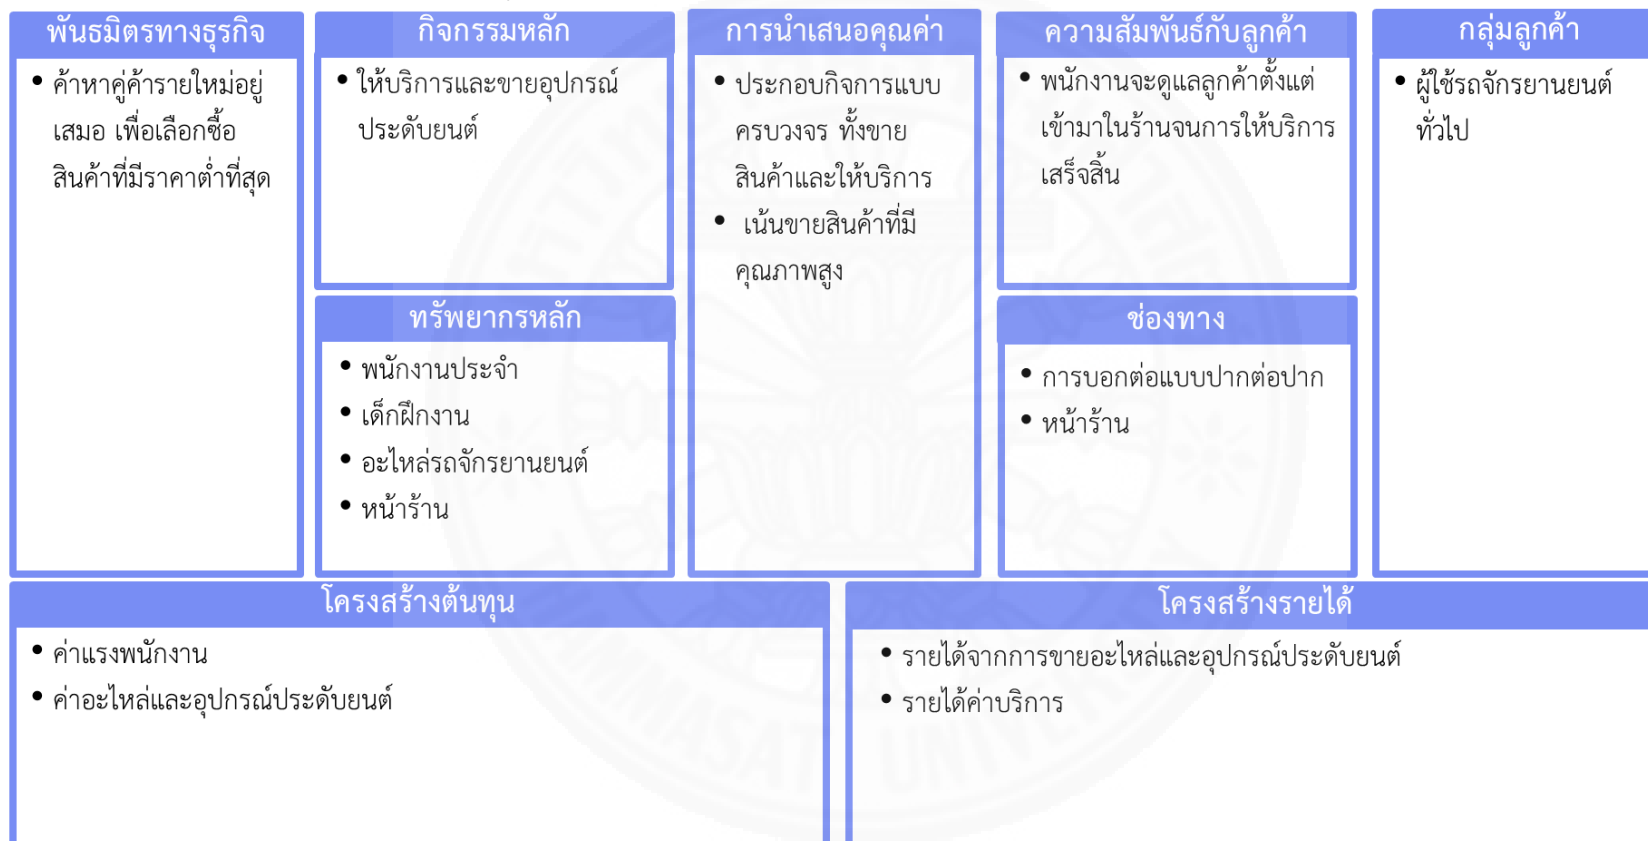 พันธมิตรทางธุรกิจ
• ค้าหาคู่ค้ารายใหม่อยู่
เสมอ เพื่อเลือกซื้อ
สินค้าที่มีราคาต่ำที่สุด
กิจกรรมหลัก
• ให้บริการและขายอุปกรณ์
ประดับยนต์
ทรัพยากรหลัก
• พนักงานประจำ
• เด็กฝึกงาน
• อะไหล่รถจักรยานยนต์
• หน้าร้าน
การนำเสนอคุณค่า
• ประกอบกิจการแบบ
ครบวงจร ทั้งขาย
สินค้าและให้บริการ
• เน้นขายสินค้าที่มี
คุณภาพสูง
ความสัมพันธ์กับลูกค้า
• พนักงานจะดูแลลูกค้าตั้งแต่
เข้ามาในร้านจนการให้บริการ
เสร็จสิ้น
ช่องทาง
• การบอกต่อแบบปากต่อปาก
• หน้าร้าน
กลุ่มลูกค้า
• ผู้ใช้รถจักรยานยนต์
ทั่วไป
โครงสร้างต้นทุน
• ค่าแรงพนักงาน
• ค่าอะไหล่และอุปกรณ์ประดับยนต์
โครงสร้างรายได้
• รายได้จากการขายอะไหล่และอุปกรณ์ประดับยนต์
• รายได้ค่าบริการ
THAMMASAT UNIVERSITY